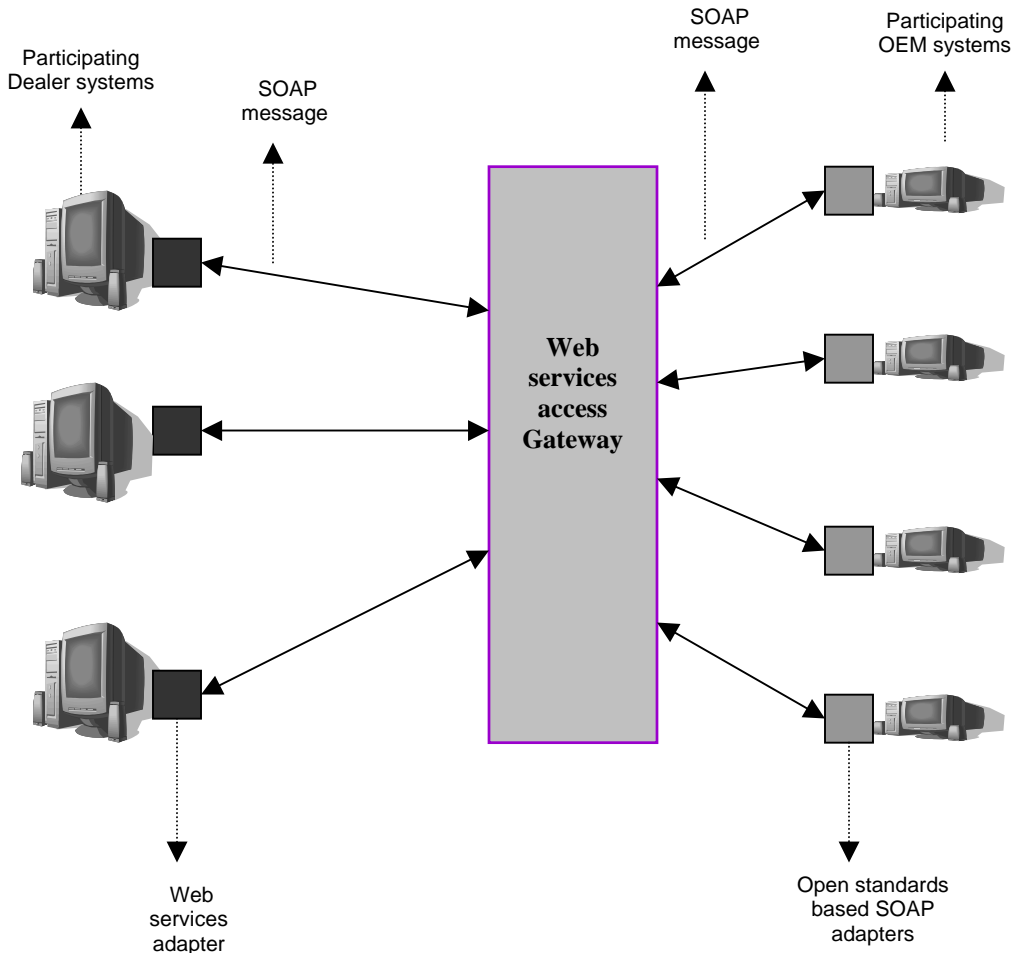 Participating
Dealer systems
SOAP
message
SOAP
message
Participating
OEM systems
Web
services
access
Gateway
Web
services
adapter
Open standards
based SOAP
adapters